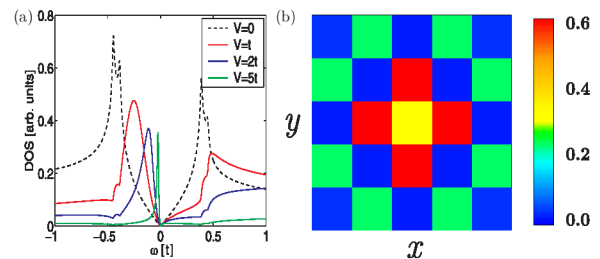 (a)
0.8
0.6
0.4
0.2
0
DOS [arb. units]
V=0
V=t
V=2t
V=5t
-1
-0.5
0
0.5
1
ω [t]
(b)
y
x
0.6
0.4
0.2
0.0